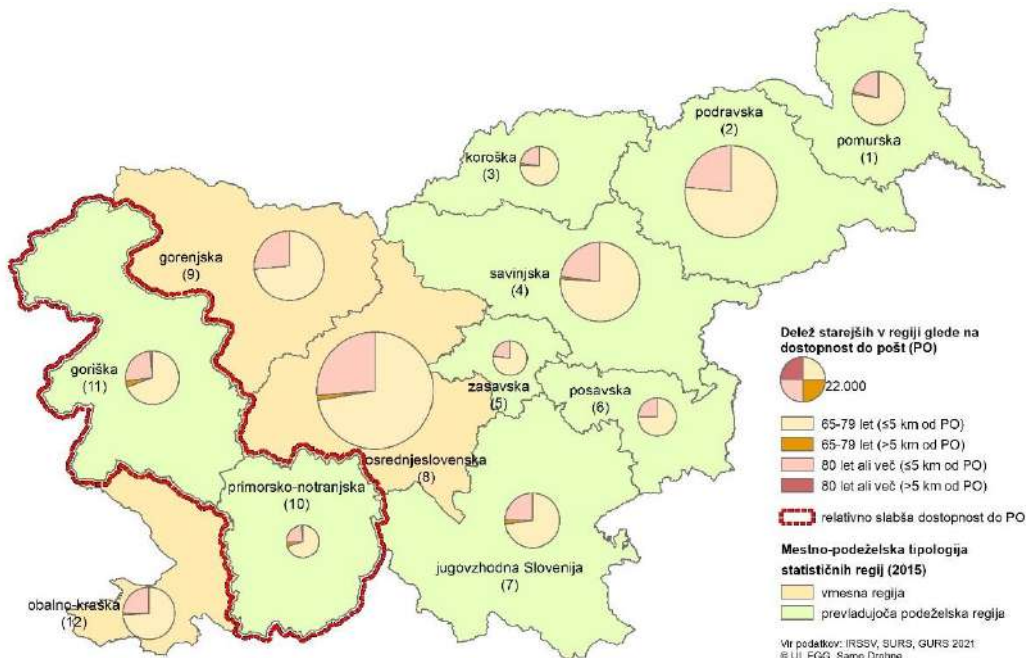 podravska
(2)
pomurska
(1)
koroška
(3)
gorenjska
(9)
savinjska
(4)
goriška
(11)
zasavska
(5)
posavska
(6)
osrednjeslovenska
(8)
primorsko-notranjska
(10)
jugovzhodna Slovenija
(7)
obalno-kraška
(12)
Delež starejših v regiji glede na
dostopnost do pošt (PO)
22.000
65-79 let (≤5 km od PO)
65-79 let (>5 km od PO)
80 let ali več (≤5 km od PO)
80 let ali več (>5 km od PO)
relativno slabša dostopnost do PO
Mestno-podeželska tipologija
statističnih regij (2015)
vmesna regija
prevladujoča podeželska regija
Vir podatkov: IRSSV, SURS, GURS 2021
© UL FGG, Samo Drobne